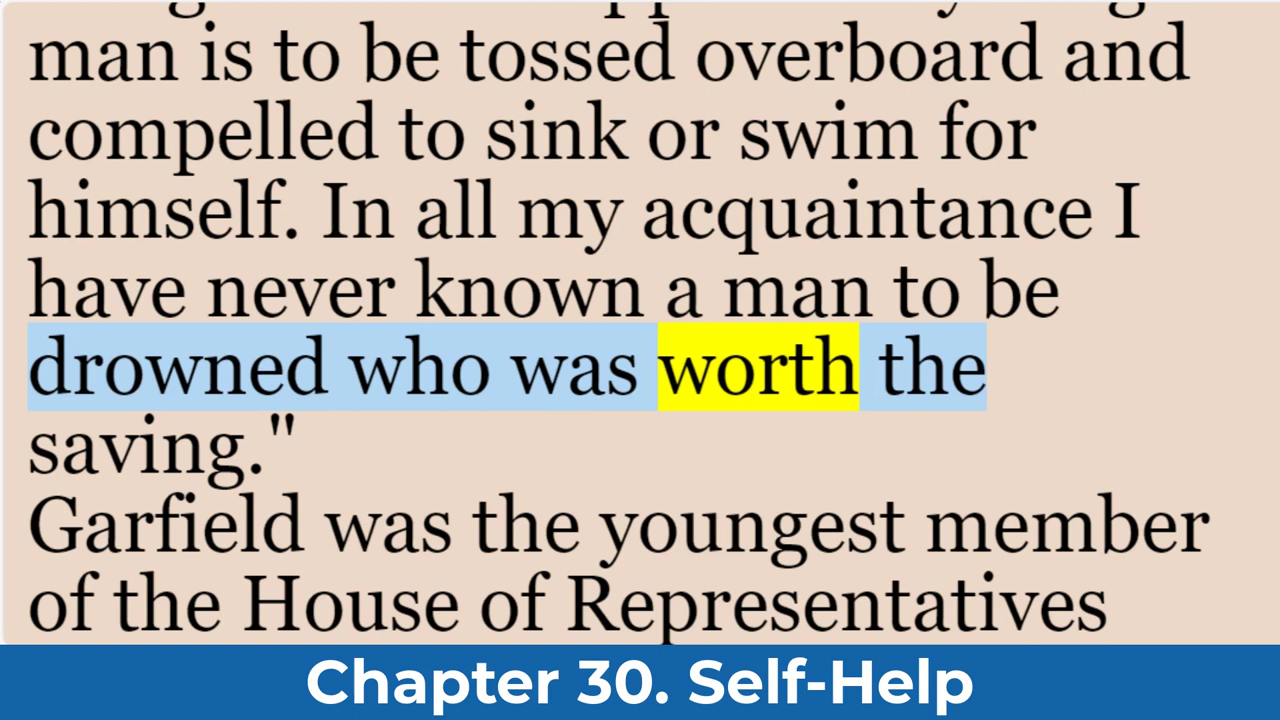 man is to be tossed overboard and
compelled to sink or swim for
himself. In all my acquaintance I
have never known a man to be
drowned who was worth the
saving."
Garfield was the youngest member
of the House of Representatives
Chapter 30. Self-Help